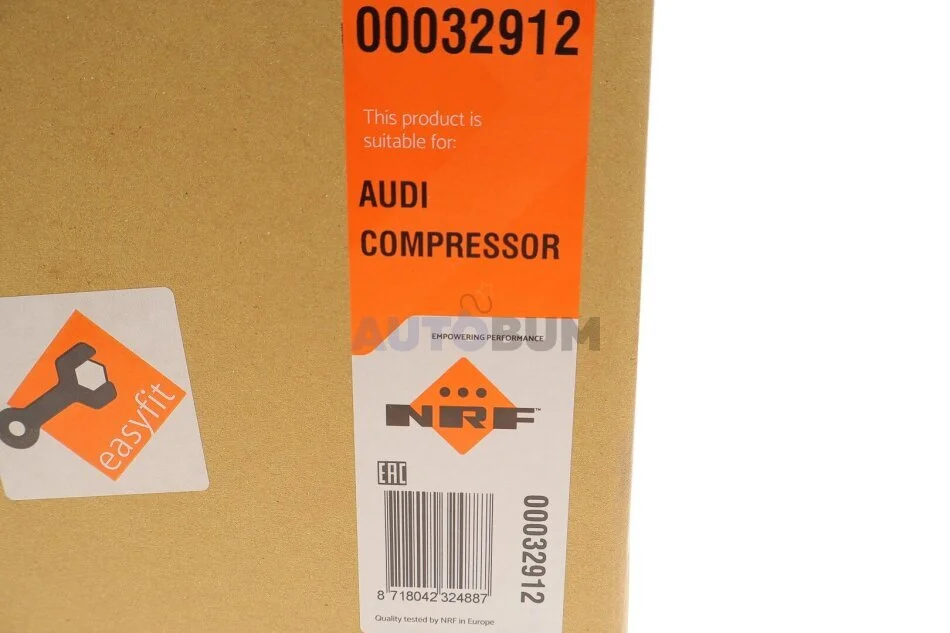 00032912
This product is
suitable for:
AUDI
COMPRESSOR
AUTOBUM
EMPOWERING PERFORMANCE
NRF™
easyfit
EAC
00032912
8 718042 324887
Quality tested by NRF in Europe